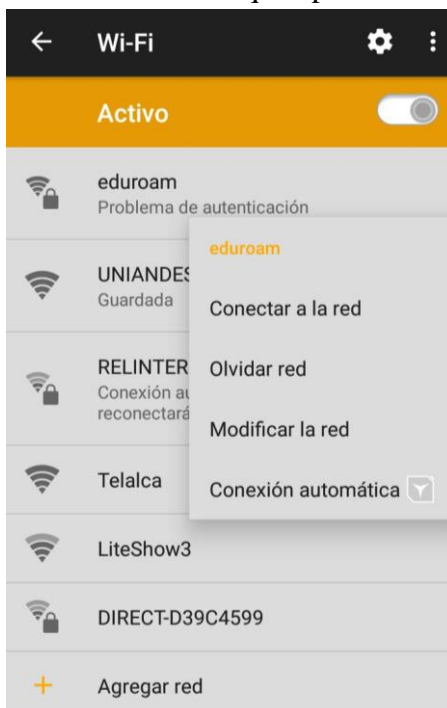 Wi-Fi
Activo
eduroam
Problema de autenticación
eduroam
UNIANDES
Guardada
Conectar a la red
RELINTER
Conexión
reconectará
Olvidar red
Modificar la red
Telalca
Conexión automática
LiteShow3
DIRECT-D39C4599
Agregar red